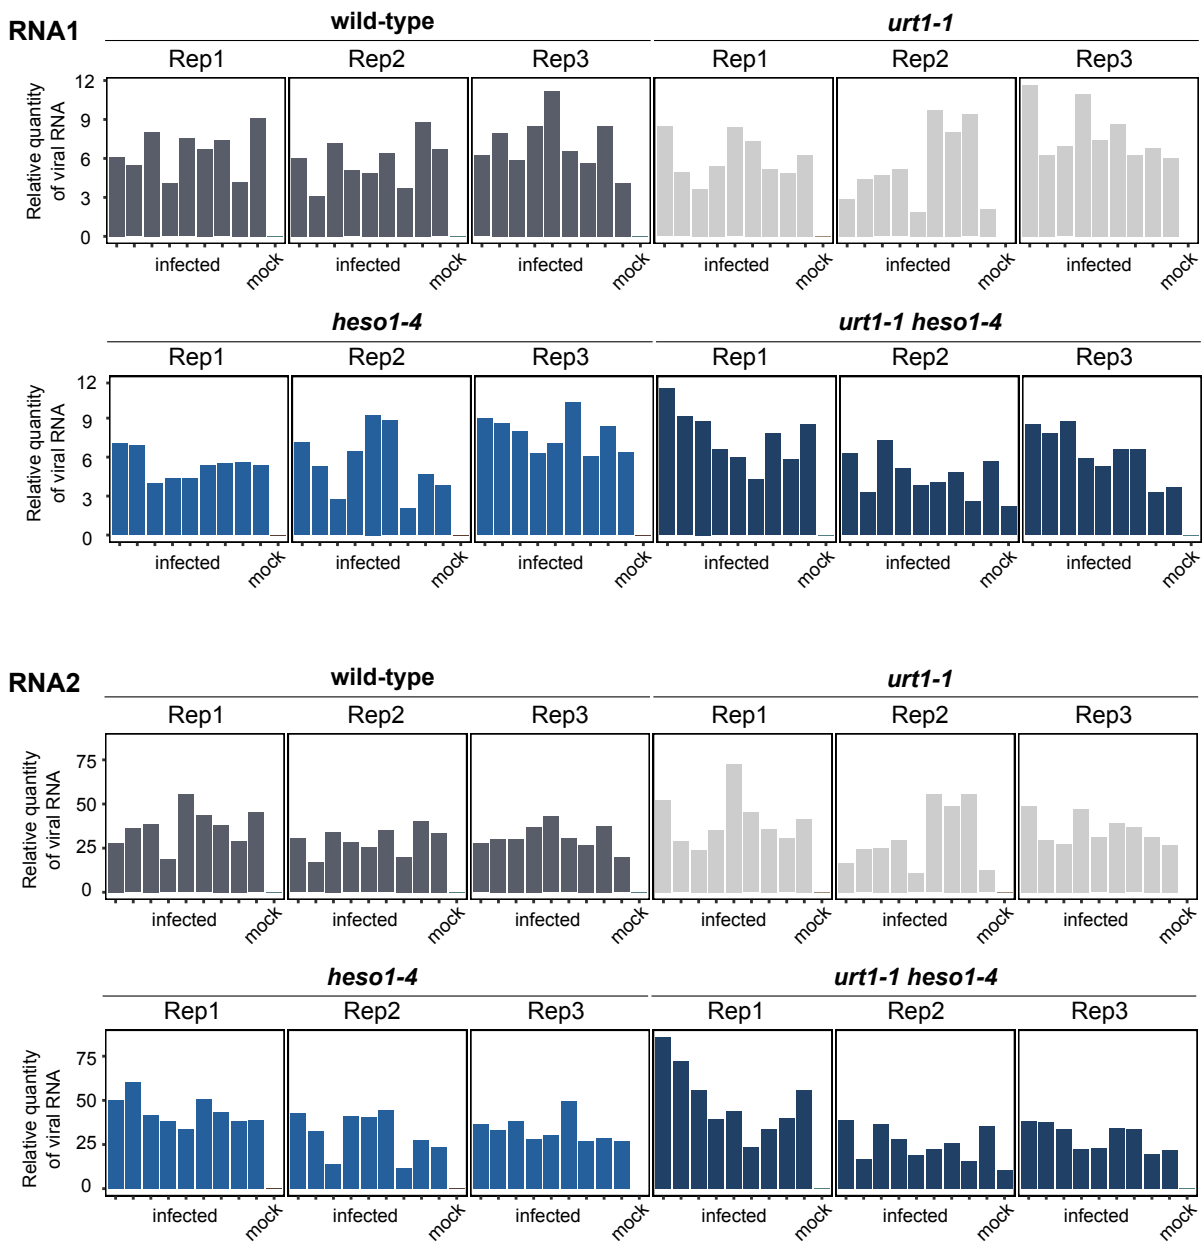 RNA1
wild-type urt1-1
Rep1 Rep2 Rep3 Rep1 Rep2 Rep3
Relative quantity
of viral RNA
12
9
6
3
0
infected mock infected mock infected mock infected mock infected mock infected mock
heso1-4 urt1-1 heso1-4
Rep1 Rep2 Rep3 Rep1 Rep2 Rep3
Relative quantity
of viral RNA
12
9
6
3
0
infected mock infected mock infected mock infected mock infected mock infected mock
RNA2
wild-type urt1-1
Rep1 Rep2 Rep3 Rep1 Rep2 Rep3
Relative quantity
of viral RNA
75
50
25
0
infected mock infected mock infected mock infected mock infected mock infected mock
heso1-4 urt1-1 heso1-4
Rep1 Rep2 Rep3 Rep1 Rep2 Rep3
Relative quantity
of viral RNA
75
50
25
0
infected mock infected mock infected mock infected mock infected mock infected mock